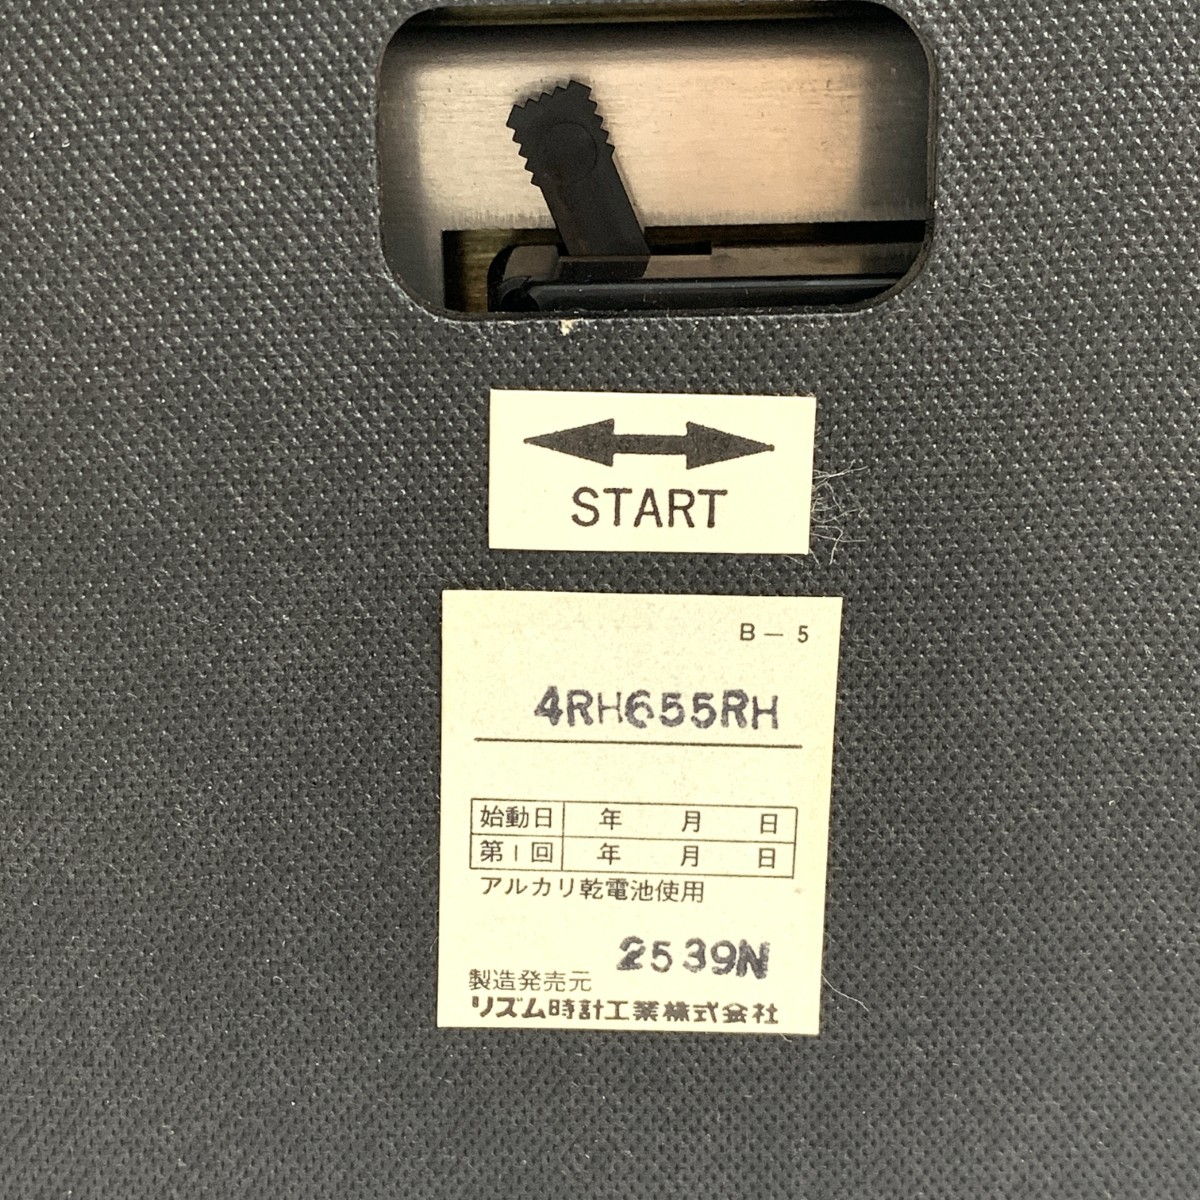 START
B－5
4RH655RH
始動日 年 月 日
第1回 年 月 日
アルカリ乾電池使用
2539N
製造発売元
リズム時計工業株式会社